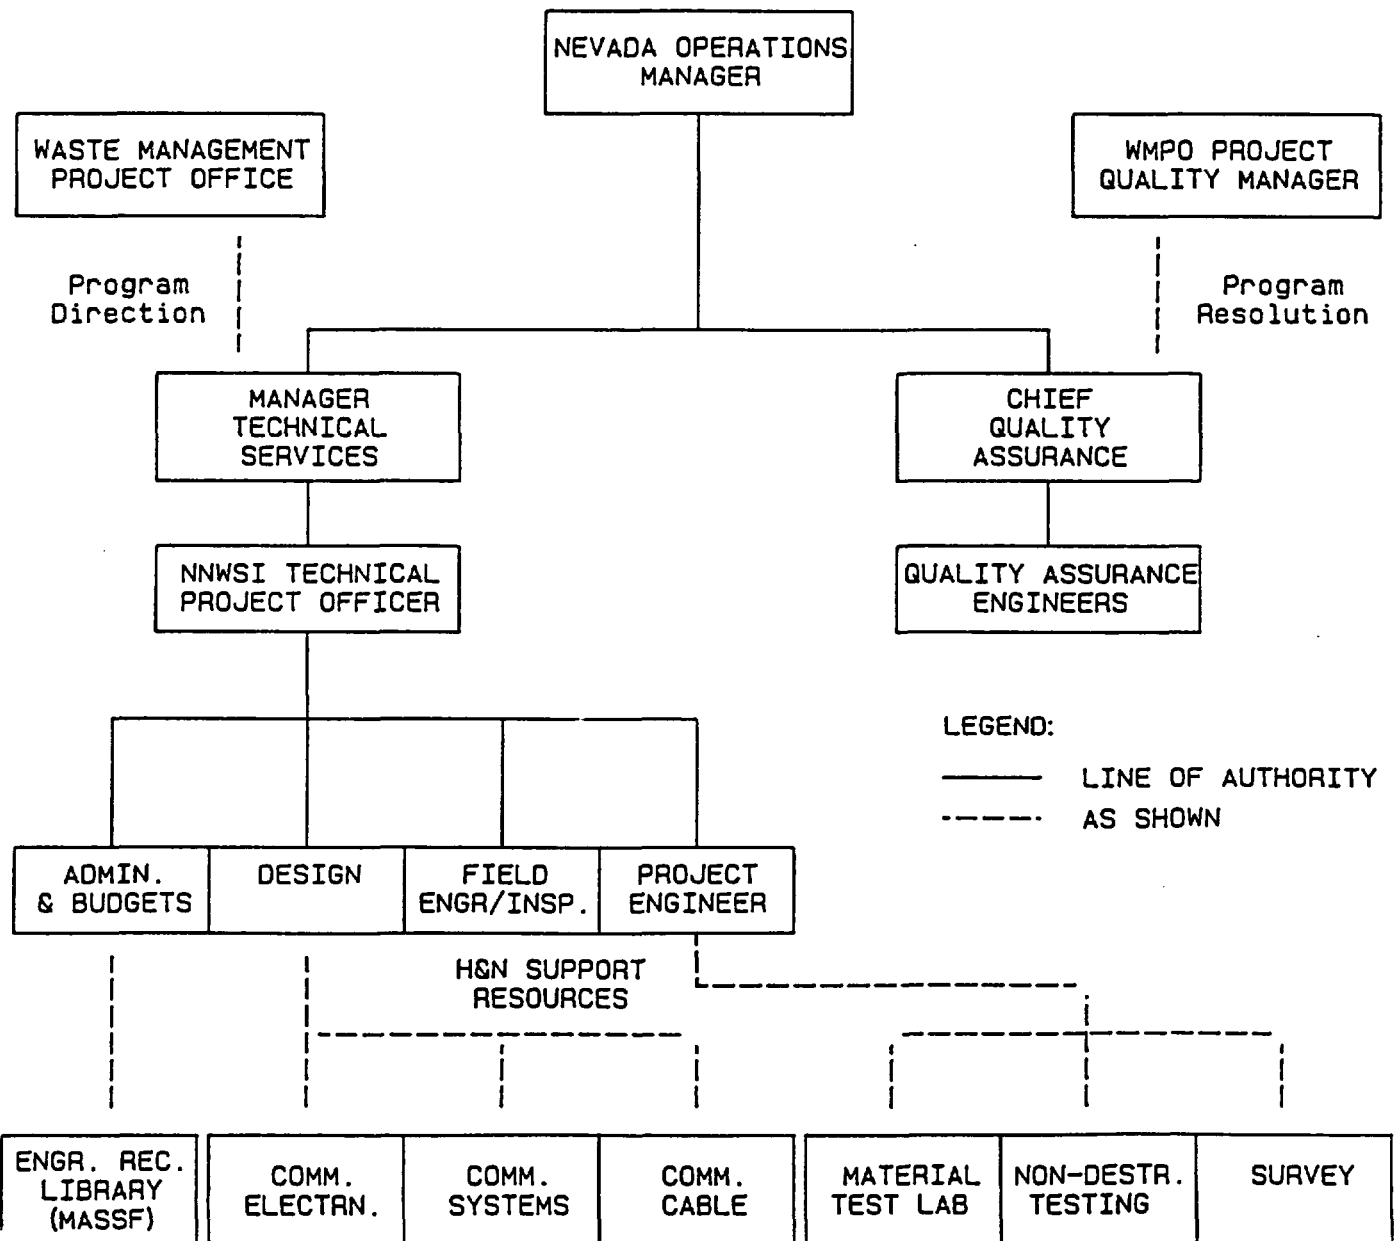 NEVADA OPERATIONS
MANAGER
WASTE MANAGEMENT
PROJECT OFFICE
WMPO PROJECT
QUALITY MANAGER
Program
Direction
Program
Resolution
MANAGER
TECHNICAL
SERVICES
CHIEF
QUALITY
ASSURANCE
NNWSI TECHNICAL
PROJECT OFFICER
QUALITY ASSURANCE
ENGINEERS
LEGEND:
LINE OF AUTHORITY
AS SHOWN
ADMIN.
& BUDGETS
DESIGN
FIELD
ENGR/INSP.
PROJECT
ENGINEER
H&N SUPPORT
RESOURCES
ENGR. REC.
LIBRARY
(MASSF)
COMM.
ELECTRN.
COMM.
SYSTEMS
COMM.
CABLE
MATERIAL
TEST LAB
NON-DESTR.
TESTING
SURVEY